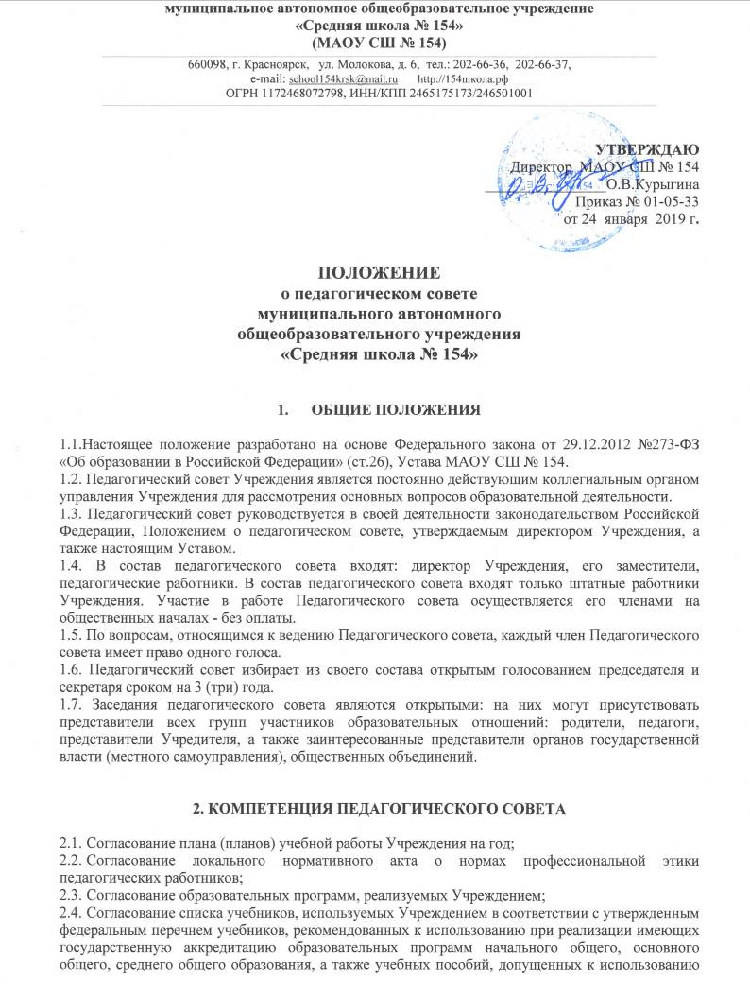 муниципальное автономное общеобразовательное учреждение
«Средняя школа № 154»
(МАОУ СШ № 154)
660098, г. Красноярск, ул. Молокова, д. 6, тел.: 202-66-36, 202-66-37,
e-mail: school154krsk@mail.ru http://154школа.рф
ОГРН 1172468072798, ИНН/КПП 2465175173/246501001
УТВЕРЖДАЮ
Директор МАОУ СШ № 154
О.В.Курыгина
Приказ № 01-05-33
от 24 января 2019 г.
ПОЛОЖЕНИЕ
о педагогическом совете
муниципального автономного
общеобразовательного учреждения
«Средняя школа № 154»
1. ОБЩИЕ ПОЛОЖЕНИЯ
1.1.Настоящее положение разработано на основе Федерального закона от 29.12.2012 №273-ФЗ
«Об образовании в Российской Федерации» (ст.26), Устава МАОУ СШ № 154.
1.2. Педагогический совет Учреждения является постоянно действующим коллегиальным органом
управления Учреждения для рассмотрения основных вопросов образовательной деятельности.
1.3. Педагогический совет руководствуется в своей деятельности законодательством Российской
Федерации, Положением о педагогическом совете, утверждаемым директором Учреждения, а
также настоящим Уставом.
1.4. В состав педагогического совета входят: директор Учреждения, его заместители,
педагогические работники. В состав педагогического совета входят только штатные работники
Учреждения. Участие в работе Педагогического совета осуществляется его членами на
общественных началах - без оплаты.
1.5. По вопросам, относящимся к ведению Педагогического совета, каждый член Педагогического
совета имеет право одного голоса.
1.6. Педагогический совет избирает из своего состава открытым голосованием председателя и
секретаря сроком на 3 (три) года.
1.7. Заседания педагогического совета являются открытыми: на них могут присутствовать
представители всех групп участников образовательных отношений: родители, педагоги,
представители Учредителя, а также заинтересованные представители органов государственной
власти (местного самоуправления), общественных объединений.
2. КОМПЕТЕНЦИЯ ПЕДАГОГИЧЕСКОГО СОВЕТА
2.1. Согласование плана (планов) учебной работы Учреждения на год;
2.2. Согласование локального нормативного акта о нормах профессиональной этики
педагогических работников;
2.3. Согласование образовательных программ, реализуемых Учреждением;
2.4. Согласование списка учебников, используемых Учреждением в соответствии с утвержденным
федеральным перечнем учебников, рекомендованных к использованию при реализации имеющих
государственную аккредитацию образовательных программ начального общего, основного
общего, среднего общего образования, а также учебных пособий, допущенных к использованию